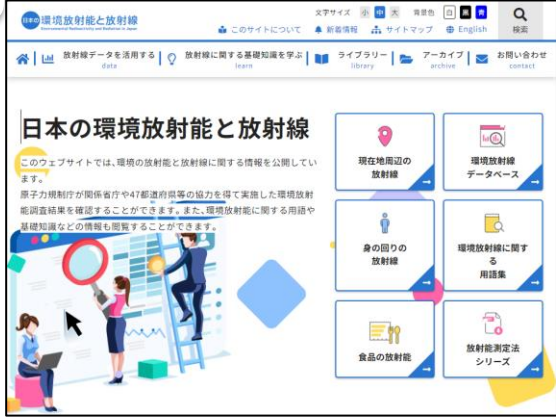 文字サイズ 小 中 大 背景色 白 黒 青
日本の環境放射能と放射線
Environmental Radioactivity and Radiation in Japan
このサイトについて 新着情報 サイトマップ English 検索
放射線データを活用する 放射線に関する基礎知識を学ぶ ライブラリー アーカイブ お問い合わせ
data learn library archive contact
日本の環境放射能と放射線
このウェブサイトでは、環境の放射能と放射線に関する情報を公開してい
ます。
原子力規制庁が関係省庁や47都道府県等の協力を得て実施した環境放射
能調査結果を確認することができます。また、環境放射能に関する用語や
基礎知識などの情報も閲覧することができます。
現在地周辺の
放射線
環境放射線
データベース
身の回りの
放射線
環境放射線に関す
る
用語集
食品の放射能
放射能測定法
シリーズ